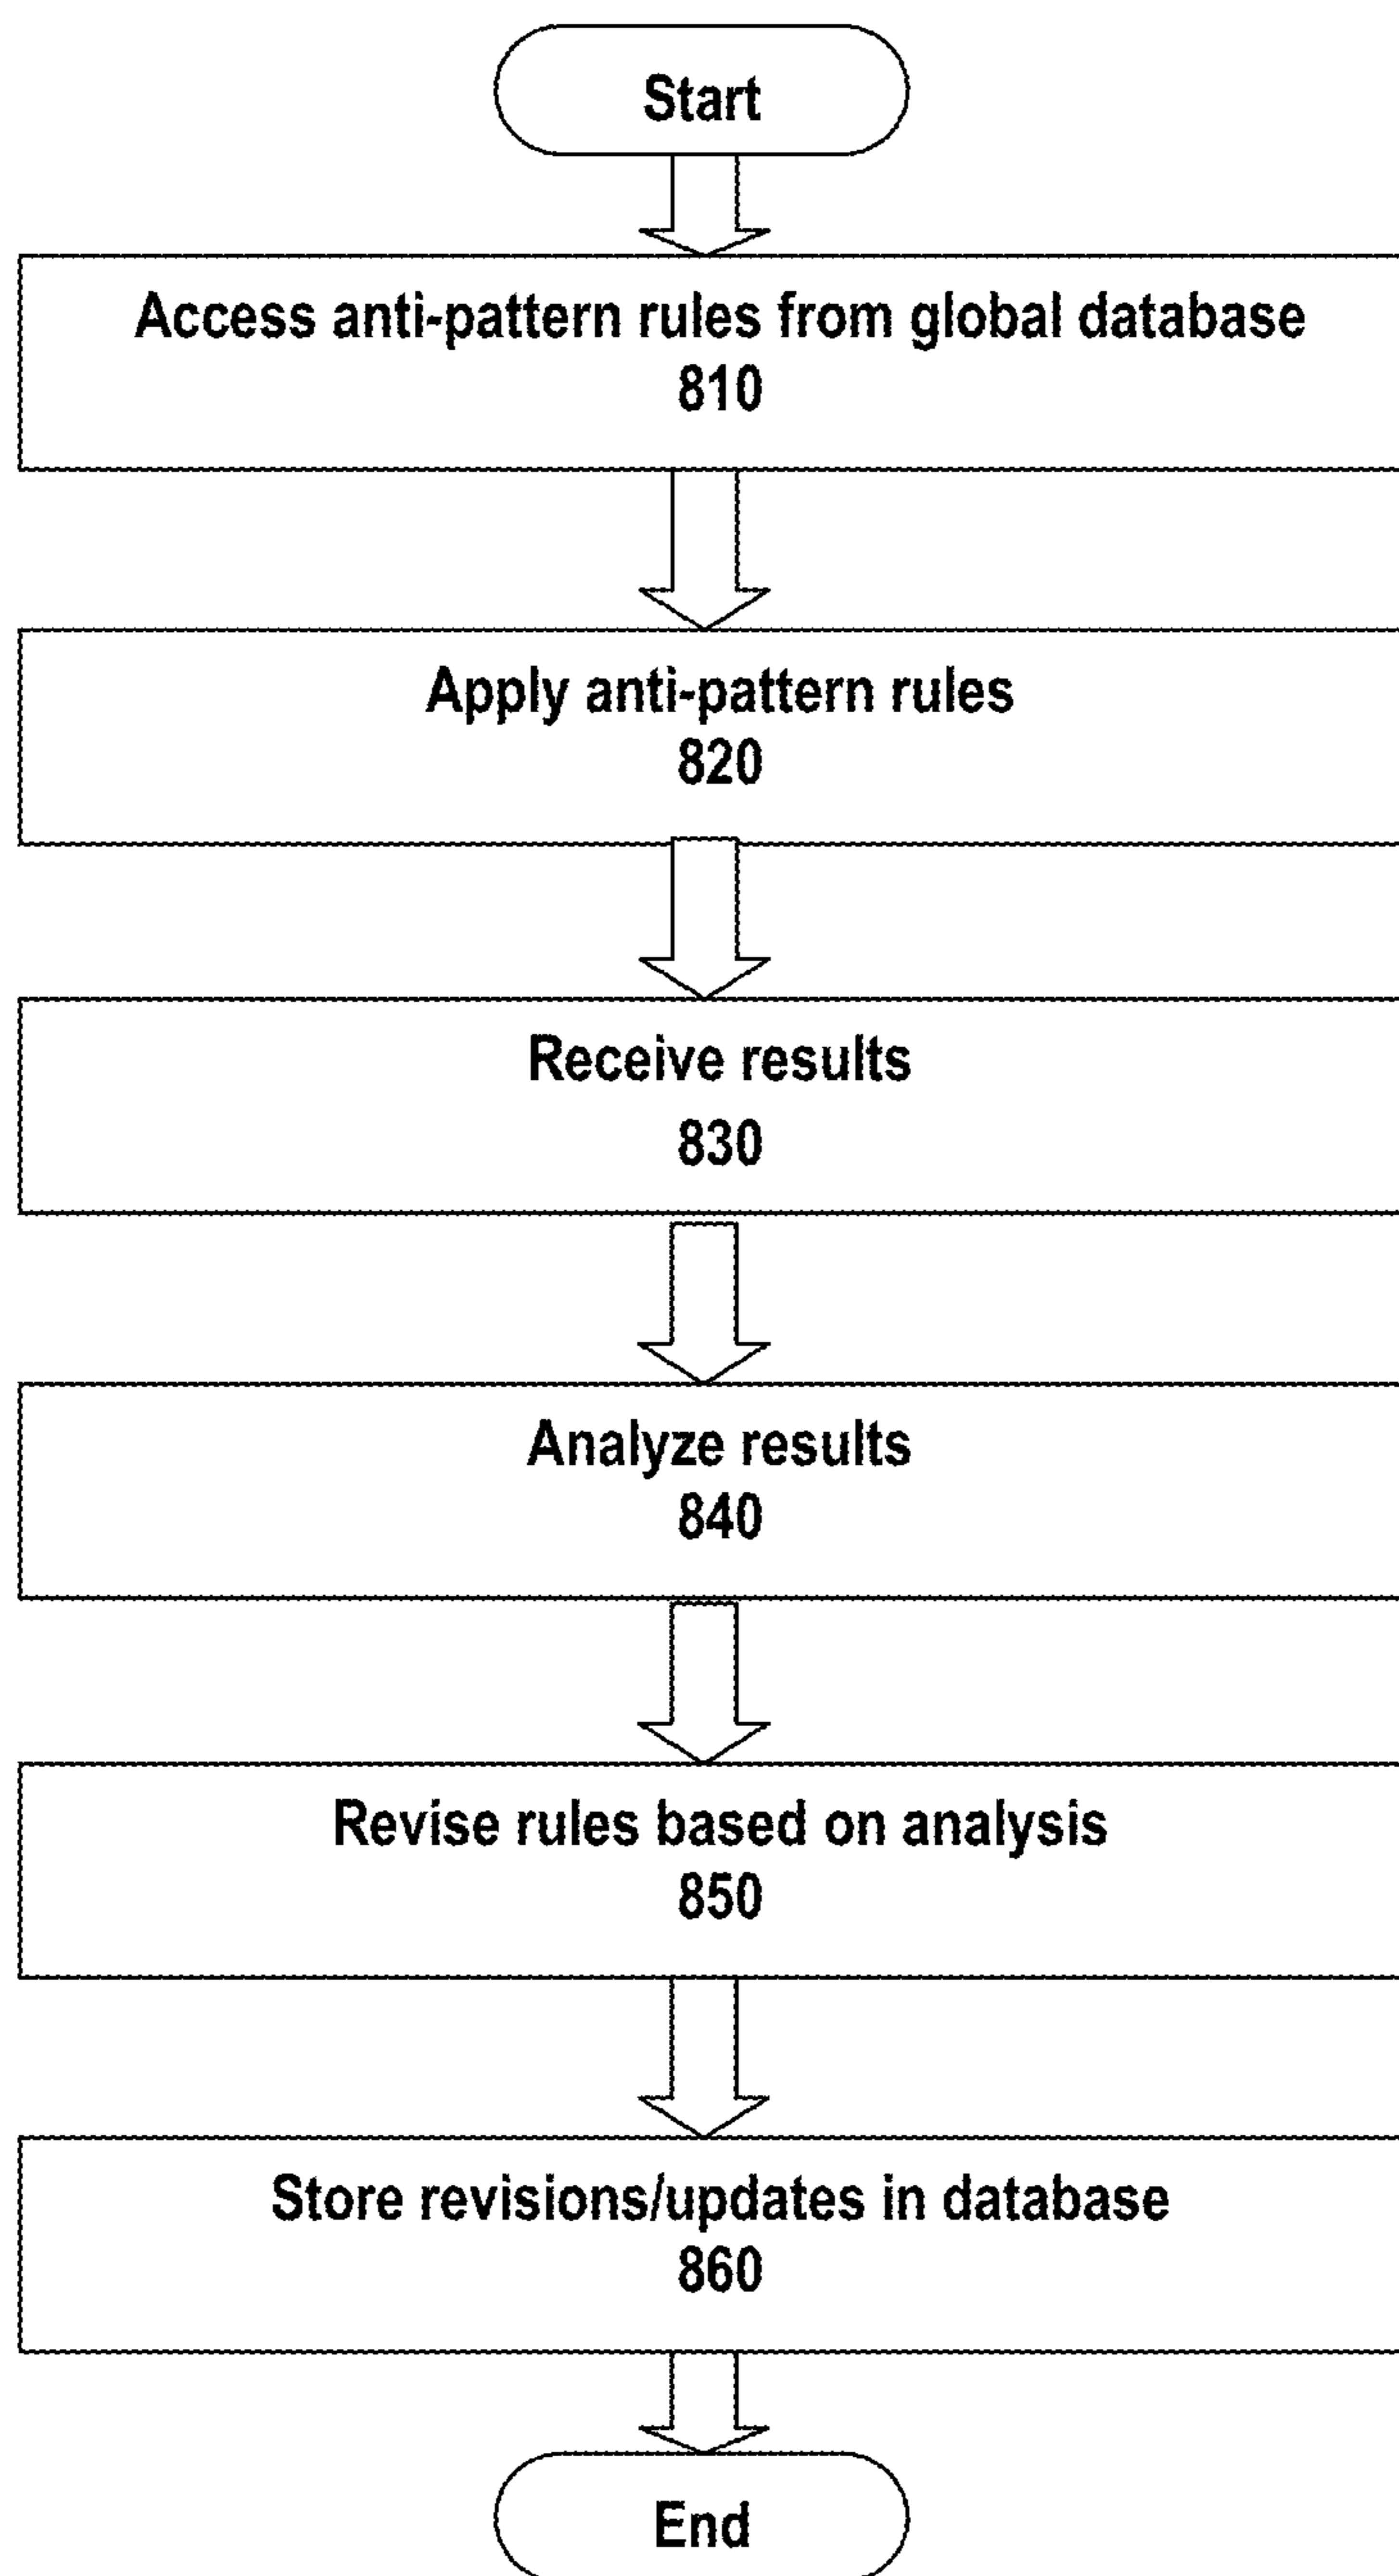 Start
Access anti-pattern rules from global database
810
Apply anti-pattern rules
820
Receive results
830
Analyze results
840
Revise rules based on analysis
850
Store revisions/updates in database
860
End